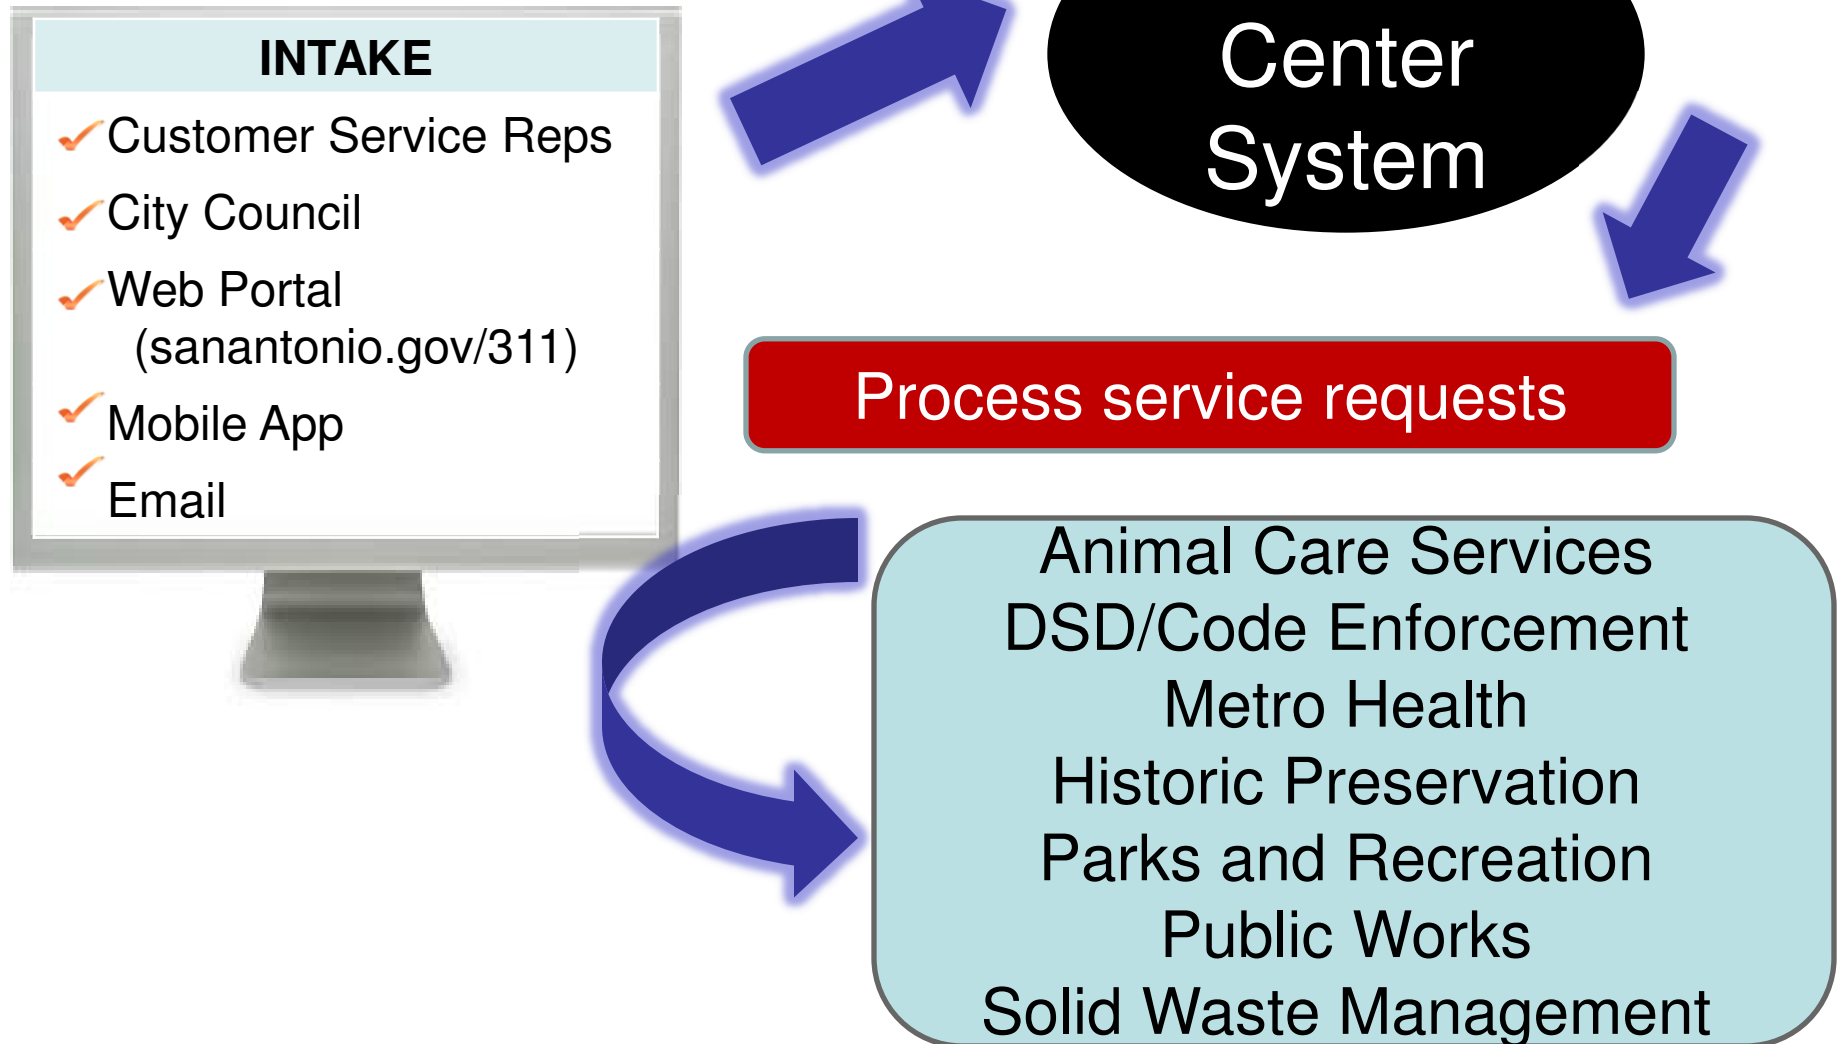 INTAKE
Customer Service Reps
City Council
Web Portal
(sanantonio.gov/311)
Mobile App
Email
Center
System
Process service requests
Animal Care Services
DSD/Code Enforcement
Metro Health
Historic Preservation
Parks and Recreation
Public Works
Solid Waste Management